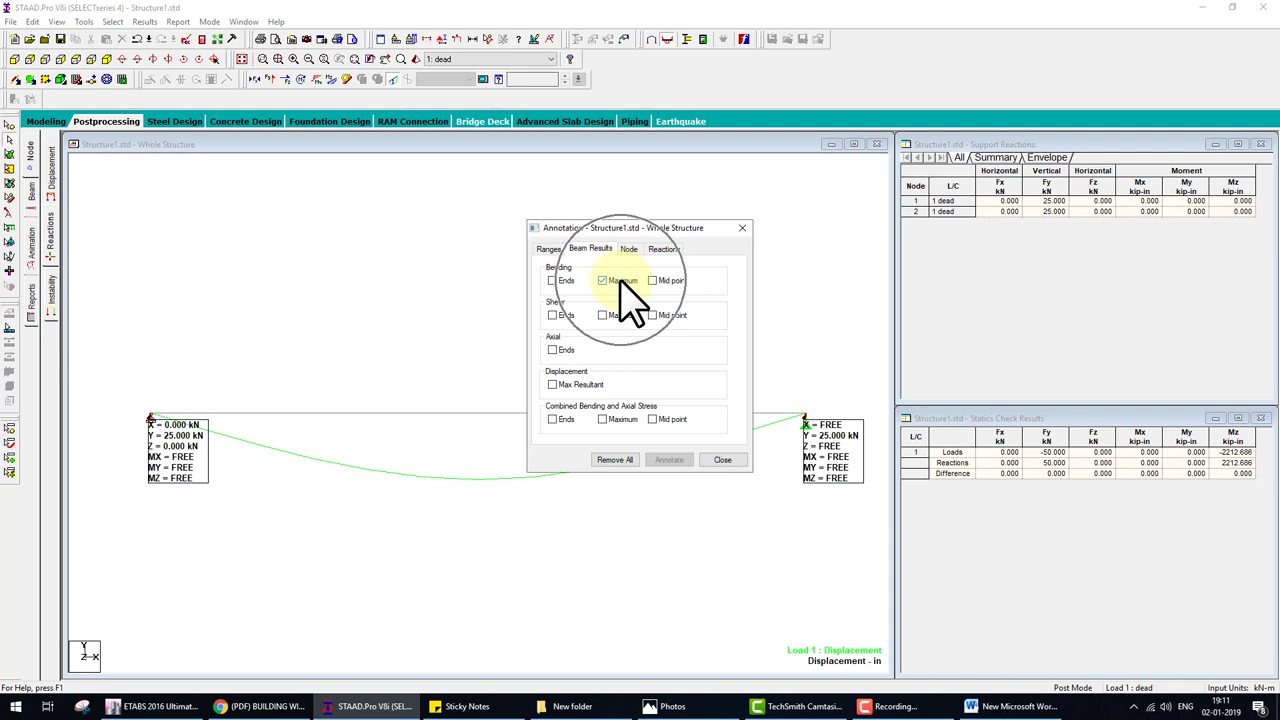 STAAD.Pro V8i (SELECTseries 4) - Structure1.std
File Edit View Tools Select Results Report Mode Window Help
1: dead
Modeling Postprocessing Steel Design Concrete Design Foundation Design RAM Connection Bridge Deck Advanced Slab Design Piping Earthquake
Node
Beam
Animation
Reports
Displacement
Reactions
Instability
Structure1.std - Whole Structure
X = 0.000 kN
Y = 25.000 kN
Z = 0.000 kN
MX = FREE
MY = FREE
MZ = FREE
X = FREE
Y = 25.000 kN
Z = FREE
MX = FREE
MY = FREE
MZ = FREE
Annotation - Structure1.std - Whole Structure
Ranges Beam Results Node Reactions
Bending
Ends Maximum Mid point
Shear
Ends Mid point
Axial
Ends
Displacement
Max Resultant
Combined Bending and Axial Stress
Ends Maximum Mid point
Remove All Annotate Close
Y
Z X
Load 1 : Displacement
Displacement - in
Structure1.std - Support Reactions:
All Summary Envelope
Horizontal Vertical Horizontal Moment
Node L/C Fx kN Fy kN Fz kN Mx kip-in My kip-in Mz kip-in
1 1 dead 0.000 25.000 0.000 0.000 0.000 0.000
2 1 dead 0.000 25.000 0.000 0.000 0.000 0.000
Structure1.std - Statics Check Results
L/C Fx kN Fy kN Fz kN Mx kip-in My kip-in Mz kip-in
1 Loads 0.000 -50.000 0.000 0.000 0.000 -2212.686
Reactions 0.000 50.000 0.000 0.000 0.000 2212.686
Difference 0.000 0.000 0.000 0.000 0.000 0.000
For Help, press F1
Post Mode Load 1 : dead Input Units: kN-m
ETABS 2016 Ultimat... (PDF) BUILDING WI... STAAD.Pro V8i (SEL... Sticky Notes New folder Photos TechSmith Camtasi... Recording... New Microsoft Wor...
19:11
02-01-2019